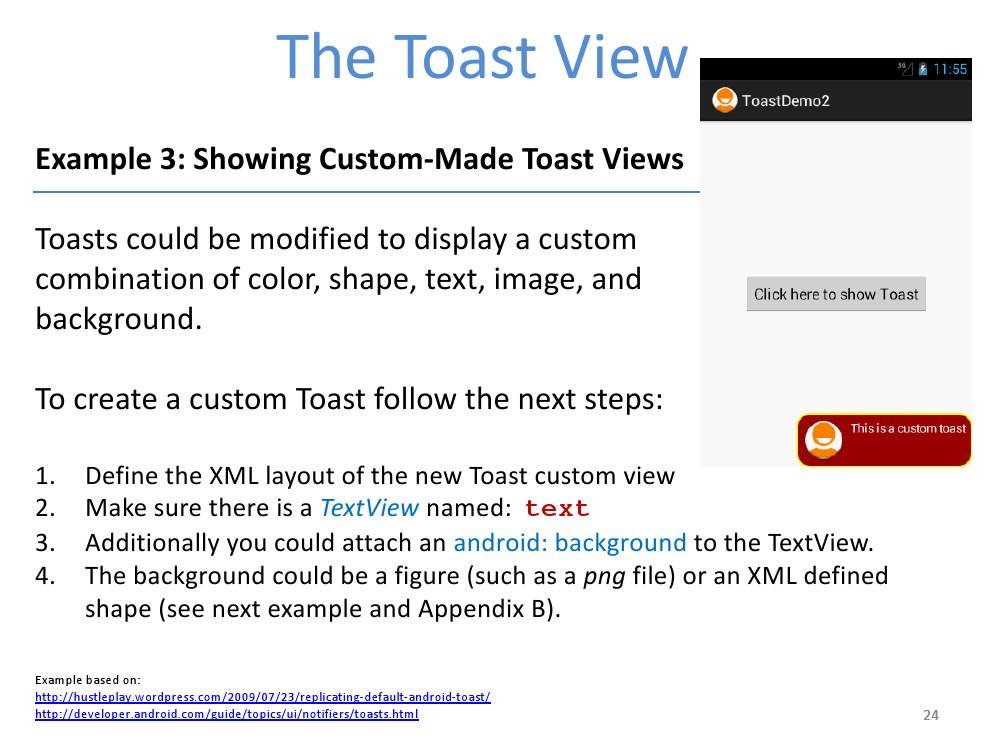 The Toast View
3G 11:55
ToastDemo2
Example 3: Showing Custom-Made Toast Views
Toasts could be modified to display a custom
combination of color, shape, text, image, and
background.
Click here to show Toast
To create a custom Toast follow the next steps:
This is a custom toast
1. Define the XML layout of the new Toast custom view
2. Make sure there is a TextView named: text
3. Additionally you could attach an android: background to the TextView.
4. The background could be a figure (such as a png file) or an XML defined
shape (see next example and Appendix B).
Example based on:
http://hustleplay.wordpress.com/2009/07/23/replicating-default-android-toast/
http://developer.android.com/guide/topics/ui/notifiers/toasts.html
24